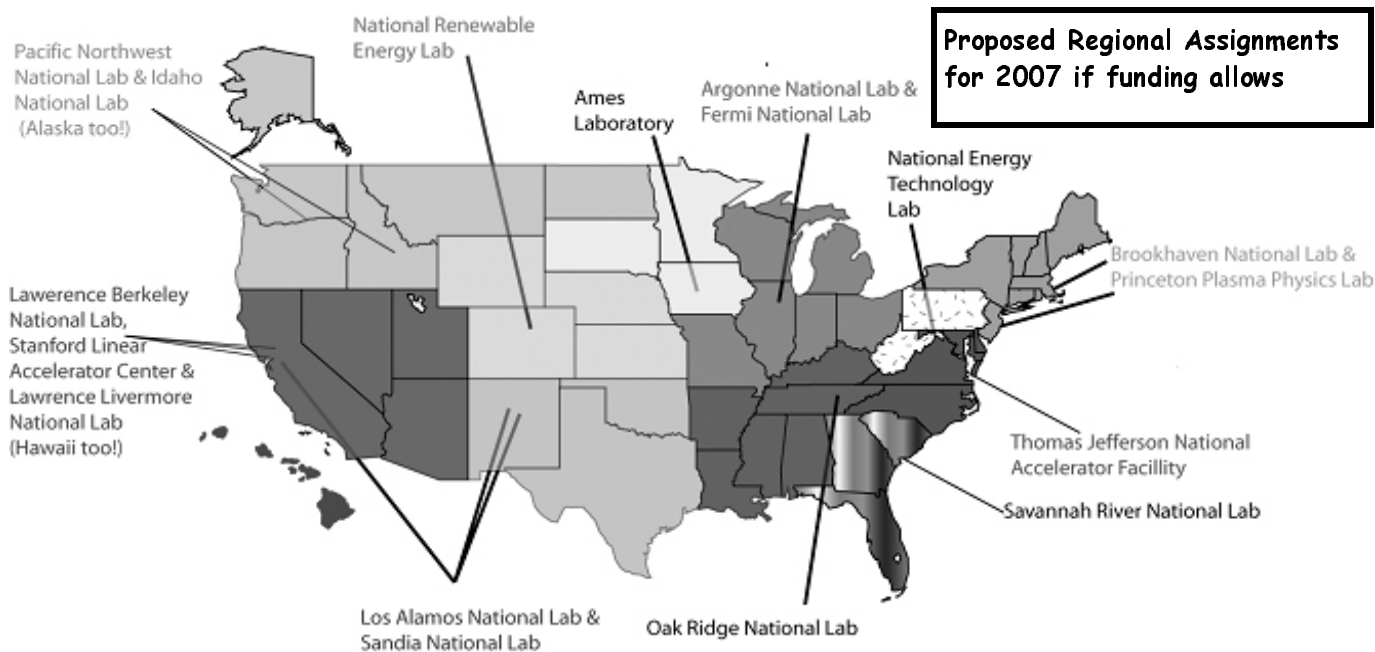 Proposed Regional Assignments
for 2007 if funding allows
National Renewable
Energy Lab
Pacific Northwest
National Lab & Idaho
National Lab
(Alaska too!)
Ames
Laboratory
Argonne National Lab &
Fermi National Lab
National Energy
Technology
Lab
Brookhaven National Lab &
Princeton Plasma Physics Lab
Lawerence Berkeley
National Lab,
Stanford Linear
Accelerator Center &
Lawrence Livermore
National Lab
(Hawaii too!)
Thomas Jefferson National
Accelerator Facillity
Savannah River National Lab
Los Alamos National Lab &
Sandia National Lab
Oak Ridge National Lab